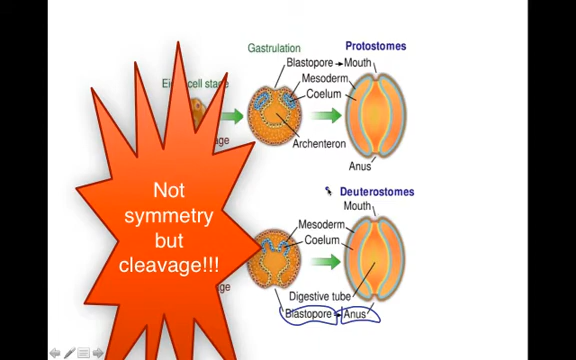 Gastrulation
Protostomes
Blastopore
Mouth
Mesoderm
Coelum
Archenteron
Anus
Not
symmetry
but
cleavage!!!
Deuterostomes
Mouth
Mesoderm
Coelum
Digestive tube
Blastopore
Anus